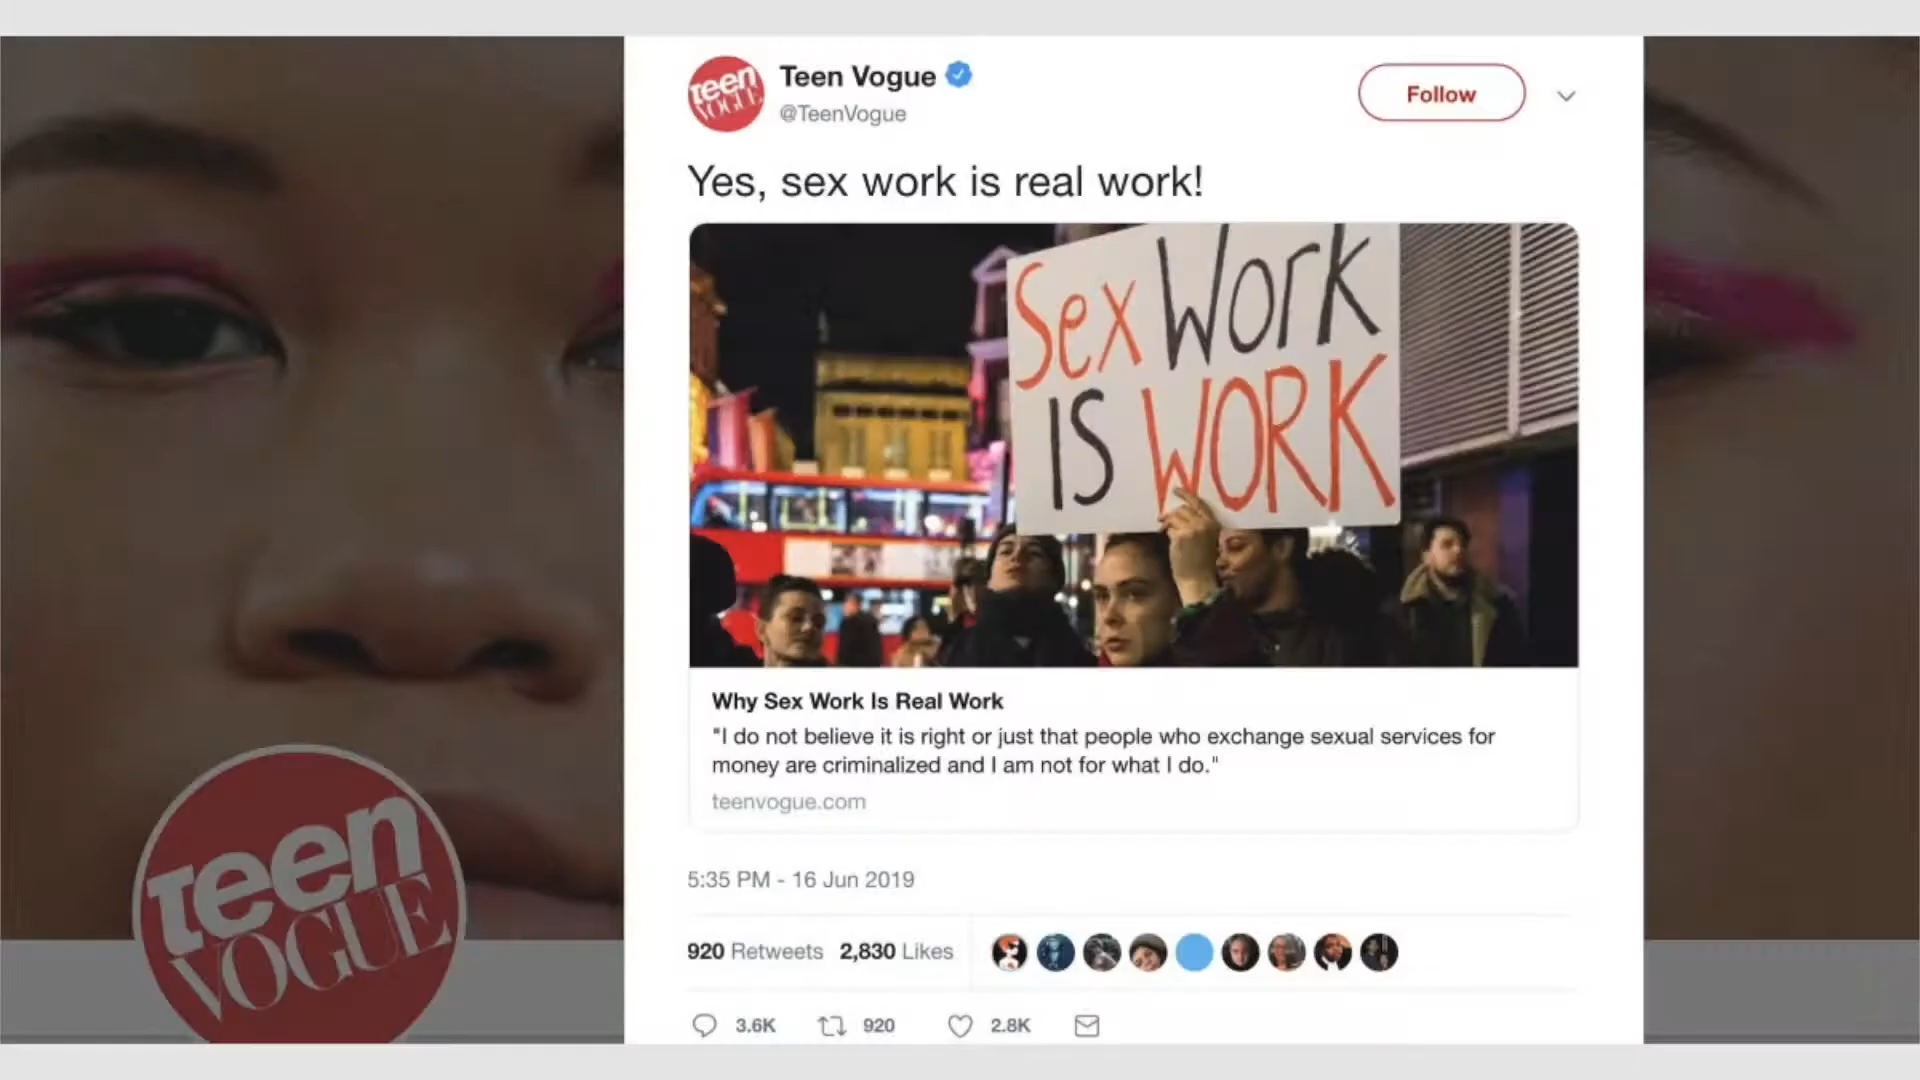 teen
VOGUE
Teen Vogue
@TeenVogue
Follow
Yes, sex work is real work!
Sex Work
IS WORK
Why Sex Work Is Real Work
"I do not believe it is right or just that people who exchange sexual services for
money are criminalized and I am not for what I do."
teenvogue.com
5:35 PM - 16 Jun 2019
920 Retweets 2,830 Likes
3.6K 920 2.8K
teen
VOGUE